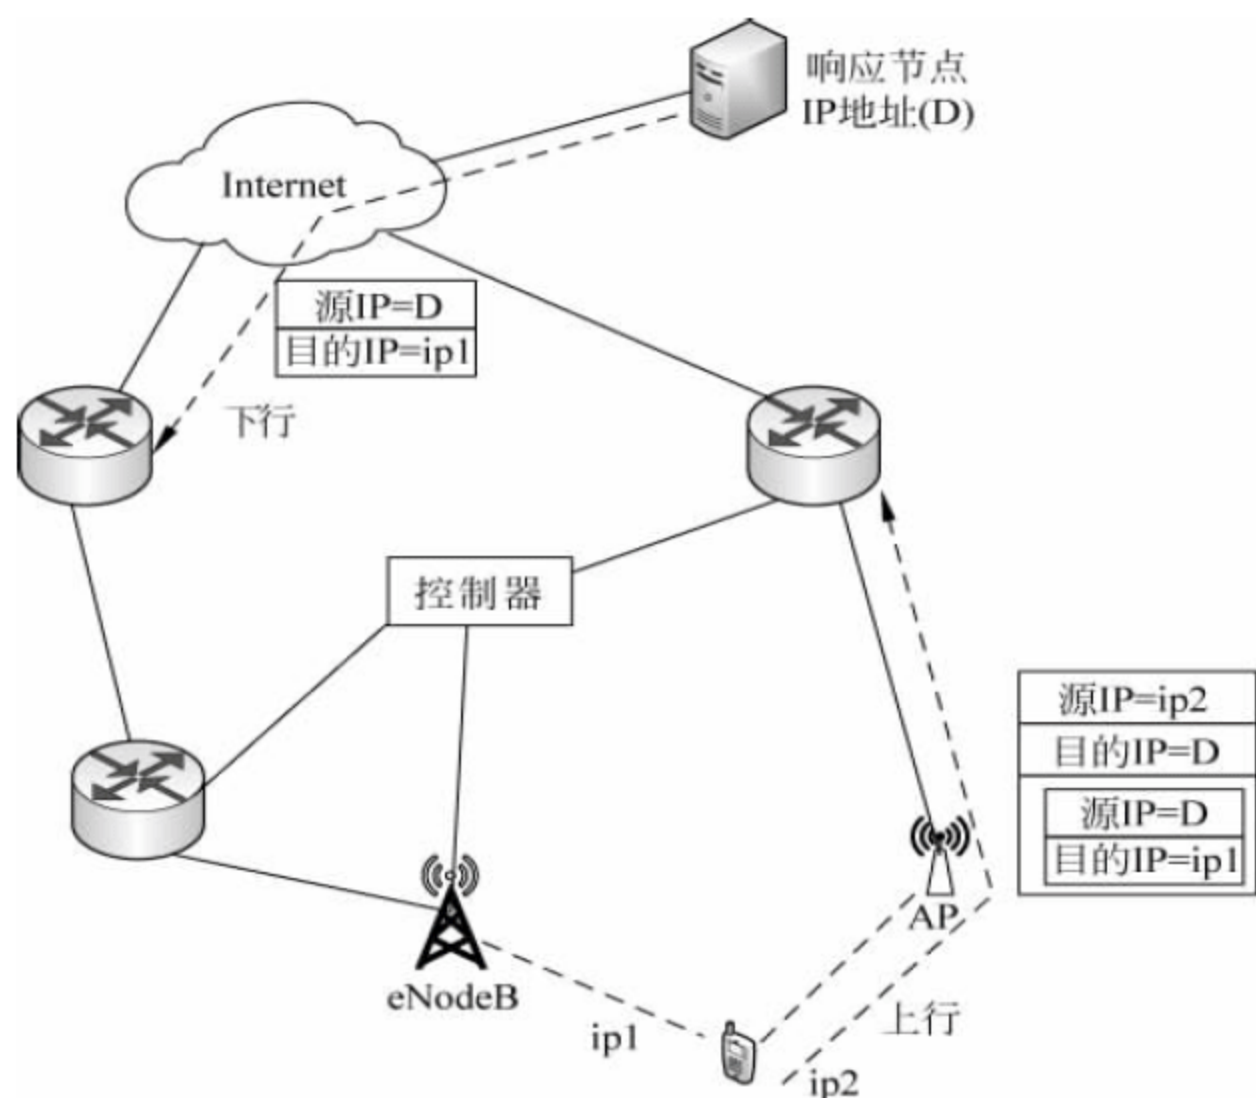 响应节点
IP地址(D)
Internet
源IP=D
目的IP=ip1
下行
控制器
源IP=ip2
目的IP=D
源IP=D
目的IP=ip1
AP
eNodeB
上行
ip1
ip2